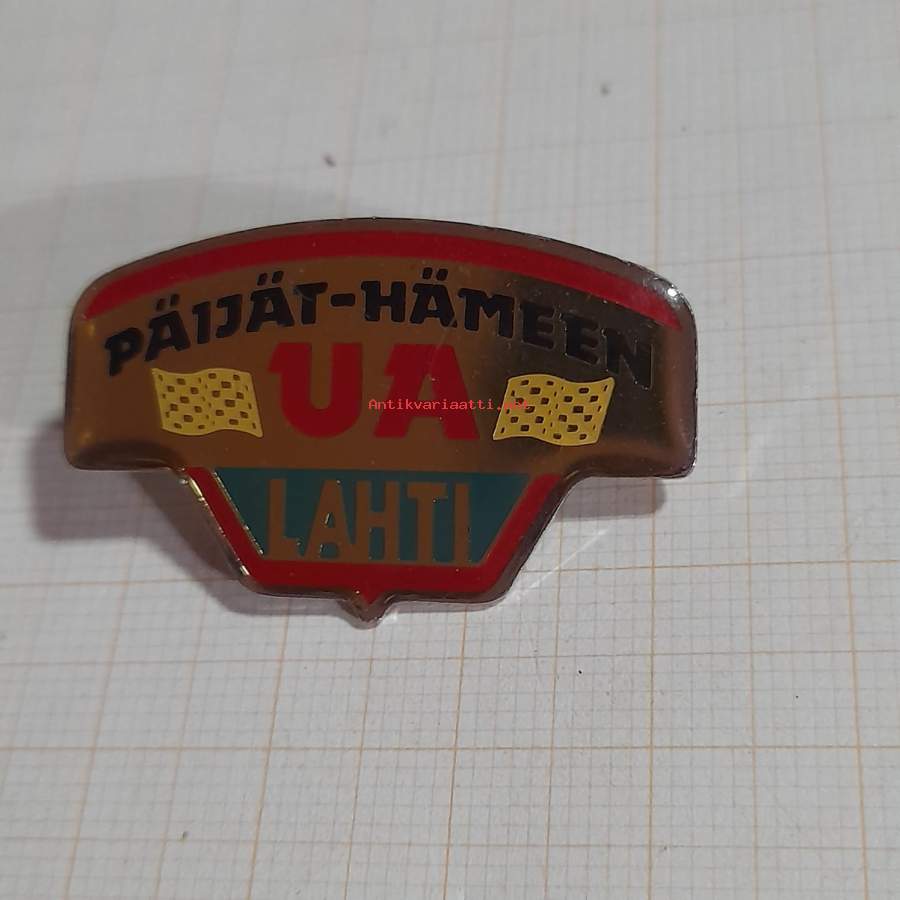 PÄIJÄT-HÄMEEN
UA
Antikvariaatti.net
LAHTI